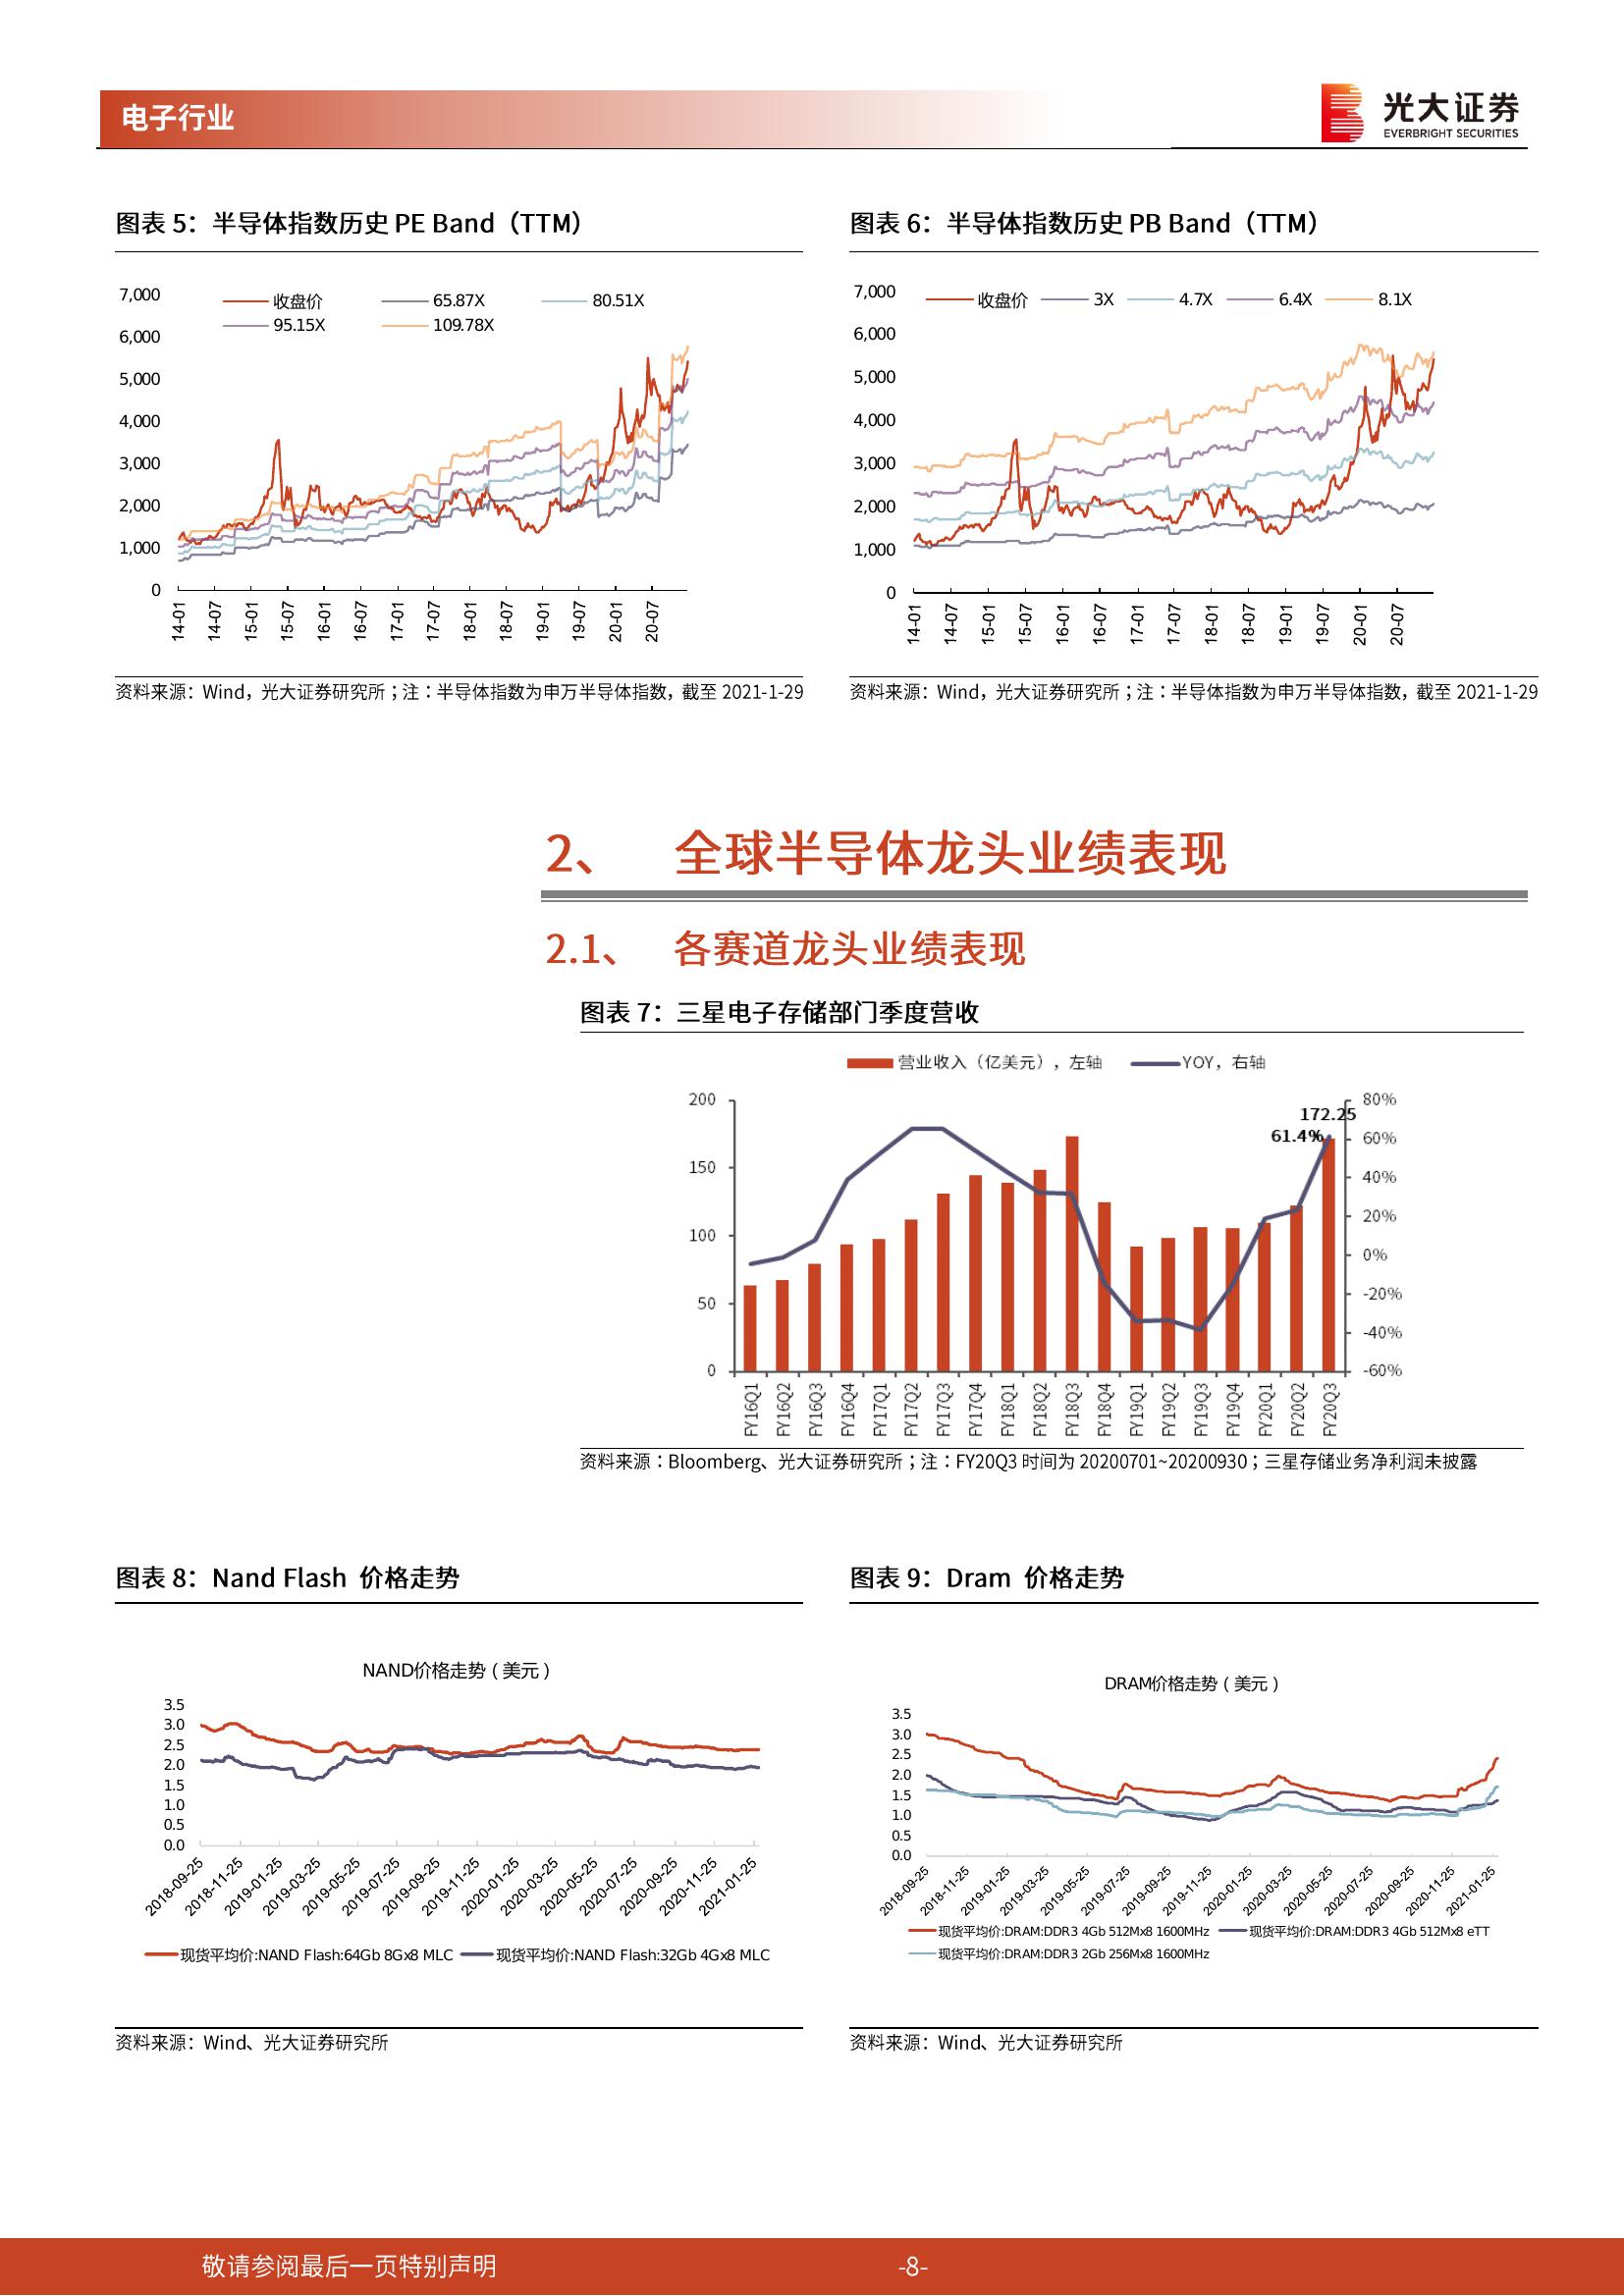 电子行业
光大证券
EVERBRIGHT SECURITIES
图表 5：半导体指数历史 PE Band（TTM）
7,000
6,000
5,000
4,000
3,000
2,000
1,000
0
收盘价 65.87X 80.51X
95.15X 109.78X
14-01 14-07 15-01 15-07 16-01 16-07 17-01 17-07 18-01 18-07 19-01 19-07 20-01 20-07
资料来源：Wind，光大证券研究所；注：半导体指数为申万半导体指数，截至 2021-1-29
图表 6：半导体指数历史 PB Band（TTM）
7,000
6,000
5,000
4,000
3,000
2,000
1,000
0
收盘价 3X 4.7X 6.4X 8.1X
14-01 14-07 15-01 15-07 16-01 16-07 17-01 17-07 18-01 18-07 19-01 19-07 20-01 20-07
资料来源：Wind，光大证券研究所；注：半导体指数为申万半导体指数，截至 2021-1-29
2、 全球半导体龙头业绩表现
2.1、 各赛道龙头业绩表现
图表 7：三星电子存储部门季度营收
营业收入（亿美元），左轴 YOY，右轴
200
150
100
50
0
172.25
61.4%
80%
60%
40%
20%
0%
-20%
-40%
-60%
FY16Q1 FY16Q2 FY16Q3 FY16Q4 FY17Q1 FY17Q2 FY17Q3 FY17Q4 FY18Q1 FY18Q2 FY18Q3 FY18Q4 FY19Q1 FY19Q2 FY19Q3 FY19Q4 FY20Q1 FY20Q2 FY20Q3
资料来源：Bloomberg、光大证券研究所；注：FY20Q3 时间为 20200701~20200930；三星存储业务净利润未披露
图表 8：Nand Flash 价格走势
NAND价格走势（美元）
3.5
3.0
2.5
2.0
1.5
1.0
0.5
0.0
2018-09-25 2018-11-25 2019-01-25 2019-03-25 2019-05-25 2019-07-25 2019-09-25 2019-11-25 2020-01-25 2020-03-25 2020-05-25 2020-07-25 2020-09-25 2020-11-25 2021-01-25
现货平均价:NAND Flash:64Gb 8Gx8 MLC 现货平均价:NAND Flash:32Gb 4Gx8 MLC
资料来源：Wind、光大证券研究所
图表 9：Dram 价格走势
DRAM价格走势（美元）
3.5
3.0
2.5
2.0
1.5
1.0
0.5
0.0
2018-09-25 2018-11-25 2019-01-25 2019-03-25 2019-05-25 2019-07-25 2019-09-25 2019-11-25 2020-01-25 2020-03-25 2020-05-25 2020-07-25 2020-09-25 2020-11-25 2021-01-25
现货平均价:DRAM:DDR3 4Gb 512Mx8 1600MHz 现货平均价:DRAM:DDR3 4Gb 512Mx8 eTT
现货平均价:DRAM:DDR3 2Gb 256Mx8 1600MHz
资料来源：Wind、光大证券研究所
敬请参阅最后一页特别声明
-8-